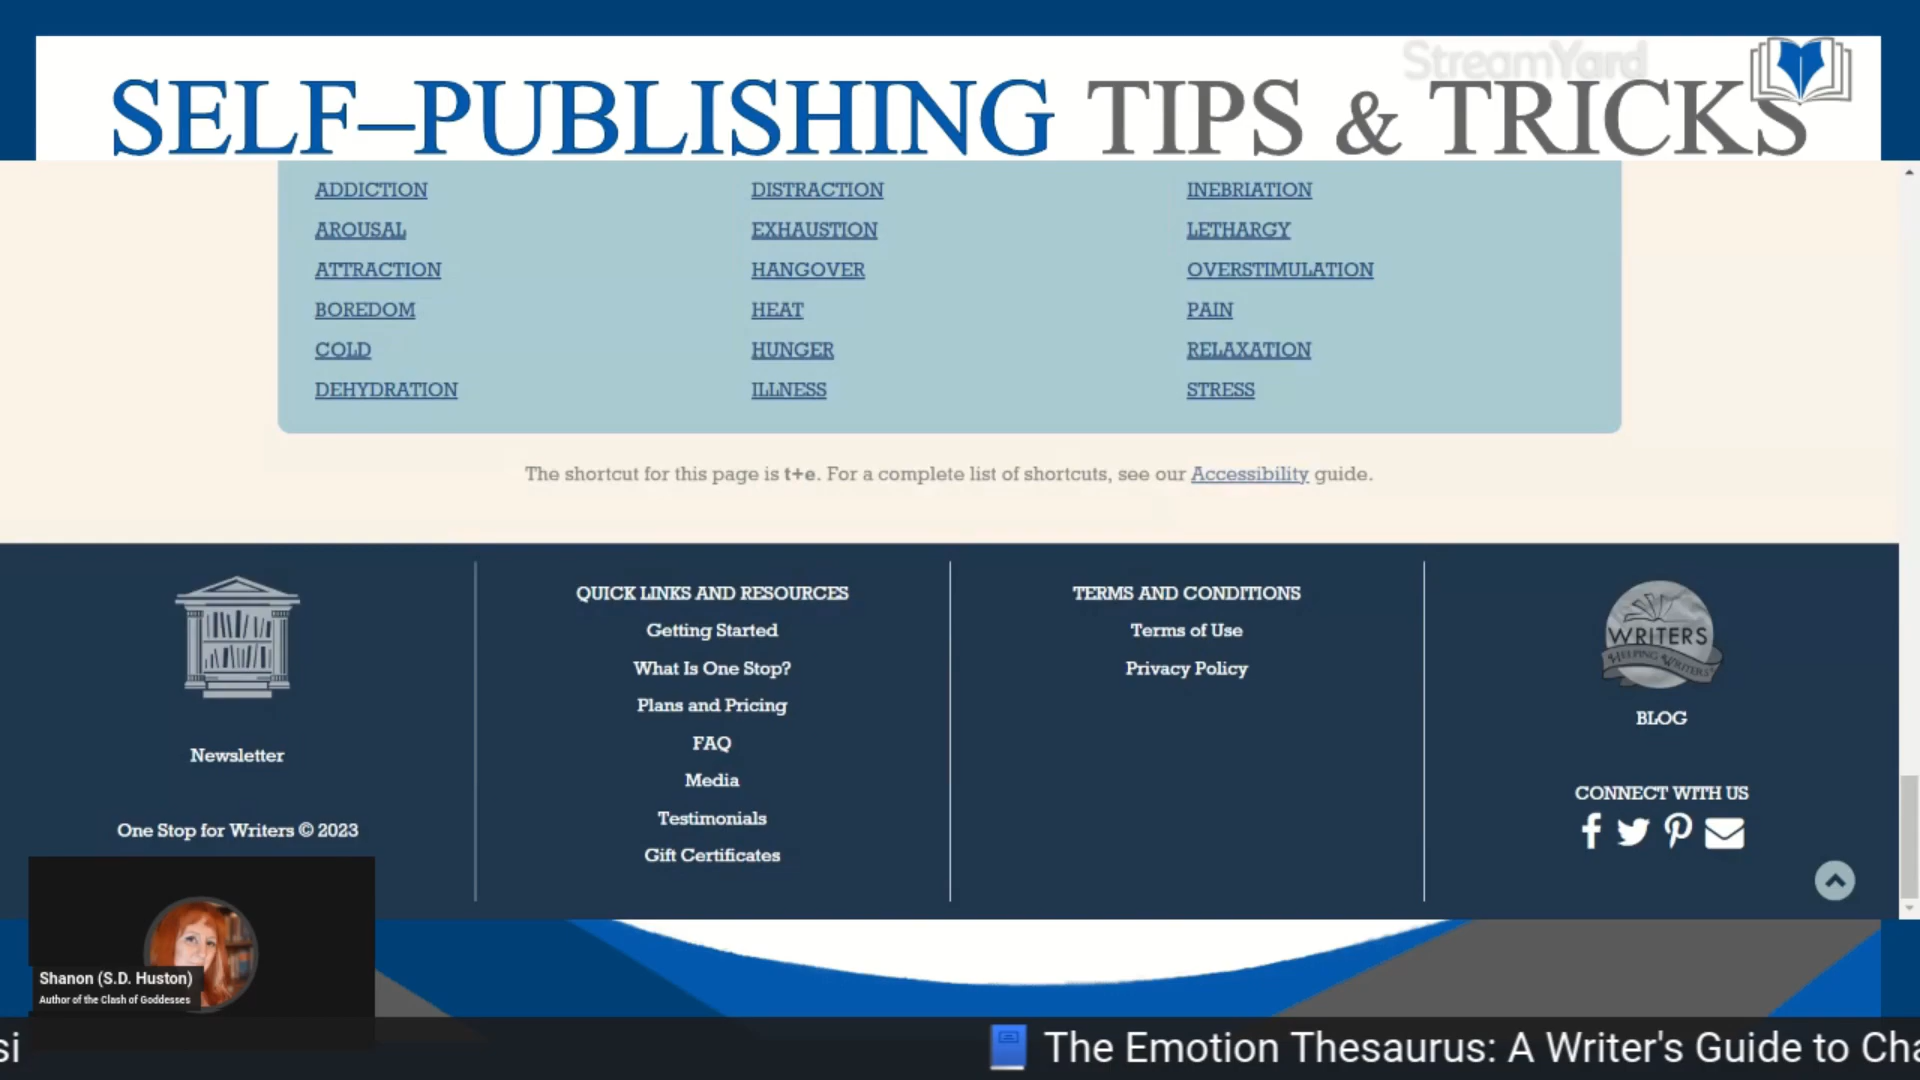 StreamYard
SELF–PUBLISHING TIPS & TRICKS
ADDICTION DISTRACTION INEBRIATION
AROUSAL EXHAUSTION LETHARGY
ATTRACTION HANGOVER OVERSTIMULATION
BOREDOM HEAT PAIN
COLD HUNGER RELAXATION
DEHYDRATION ILLNESS STRESS
The shortcut for this page is t+e. For a complete list of shortcuts, see our Accessibility guide.
Newsletter
One Stop for Writers © 2023
QUICK LINKS AND RESOURCES
Getting Started
What Is One Stop?
Plans and Pricing
FAQ
Media
Testimonials
Gift Certificates
TERMS AND CONDITIONS
Terms of Use
Privacy Policy
WRITERS
HELPING WRITERS
BLOG
CONNECT WITH US
Shanon (S.D. Huston)
Author of the Clash of Goddesses
si The Emotion Thesaurus: A Writer's Guide to Cha